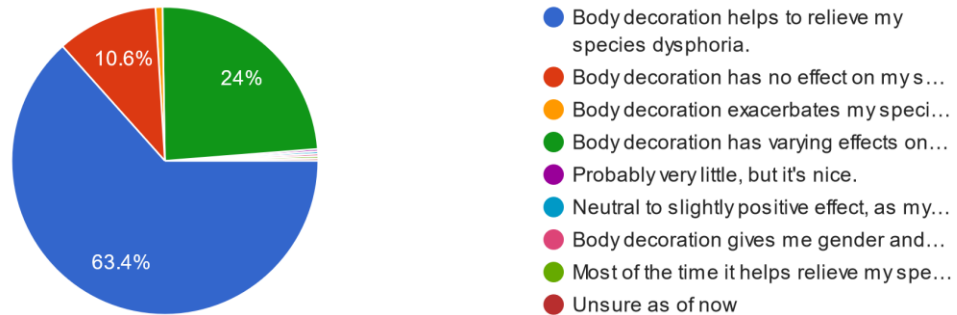 10.6%
24%
63.4%
Body decoration helps to relieve my
species dysphoria.
Body decoration has no effect on my s…
Body decoration exacerbates my speci…
Body decoration has varying effects on…
Probably very little, but it's nice.
Neutral to slightly positive effect, as my…
Body decoration gives me gender and…
Most of the time it helps relieve my spe…
Unsure as of now